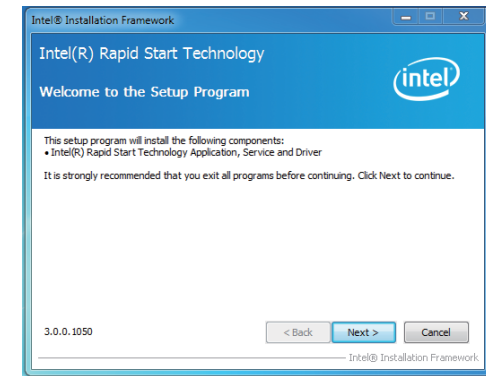 Intel® Installation Framework
Intel(R) Rapid Start Technology
Welcome to the Setup Program
intel
This setup program will install the following components:
• Intel(R) Rapid Start Technology Application, Service and Driver
It is strongly recommended that you exit all programs before continuing. Click Next to continue.
3.0.0.1050
< Back Next > Cancel
Intel® Installation Framework